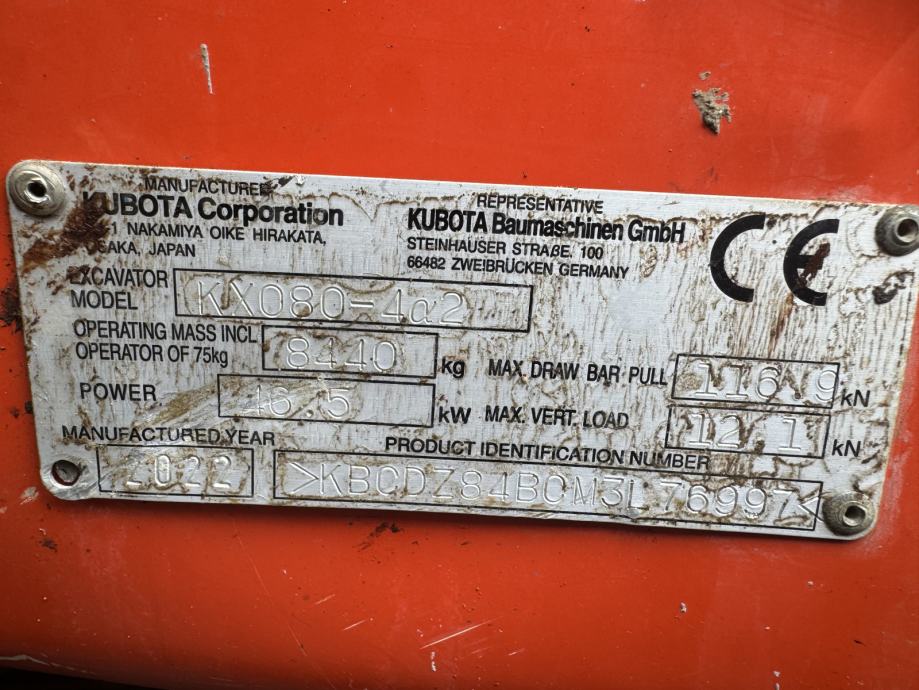 MANUFACTURER
KUBOTA Corporation
1 NAKAMIYA OIKE HIRAKATA,
OSAKA, JAPAN
REPRESENTATIVE
KUBOTA Baumaschinen GmbH
STEINHAUSER STRAßE. 100
66482 ZWEIBRÜCKEN GERMANY
CE
EXCAVATOR MODEL KX080-4α2
OPERATING MASS INCL
OPERATOR OF 75kg 8440 kg
MAX. DRAW BAR PULL 116.9 kN
POWER 46.5 kW
MAX. VERT. LOAD 12.1 kN
MANUFACTURED YEAR
2022
PRODUCT IDENTIFICATION NUMBER
>KBCDZ84BCM3L76997<